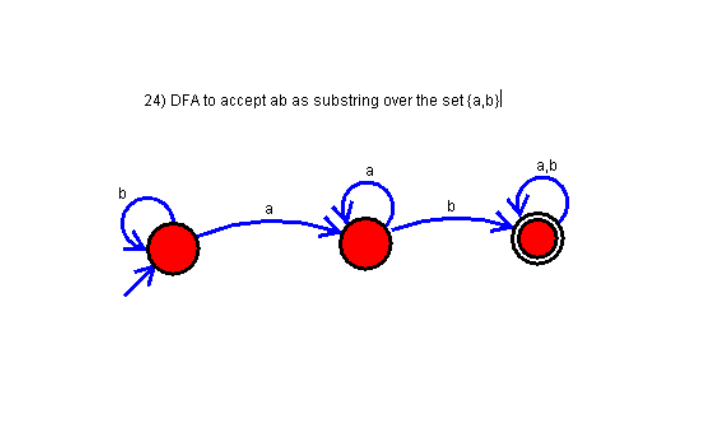 24) DFA to accept ab as substring over the set {a,b}
a
a,b
b
a
b